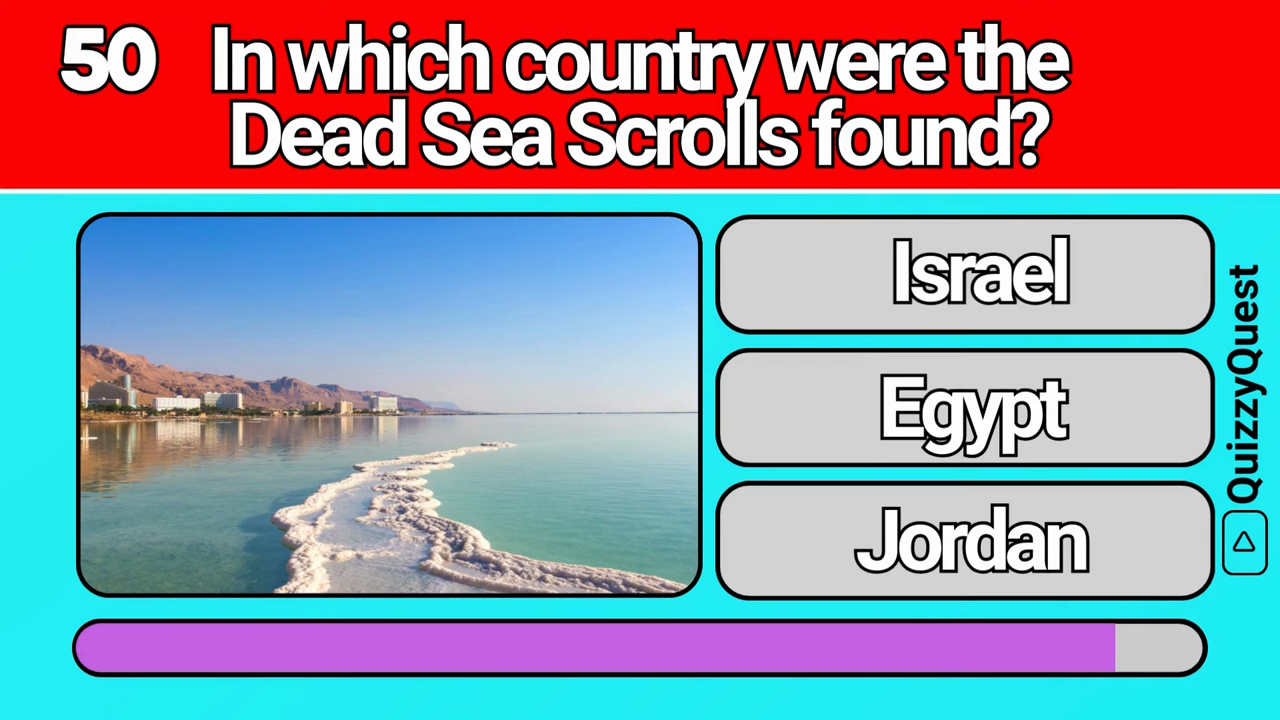 50 In which country were the
Dead Sea Scrolls found?
Israel
Egypt
Jordan
QuizzyQuest